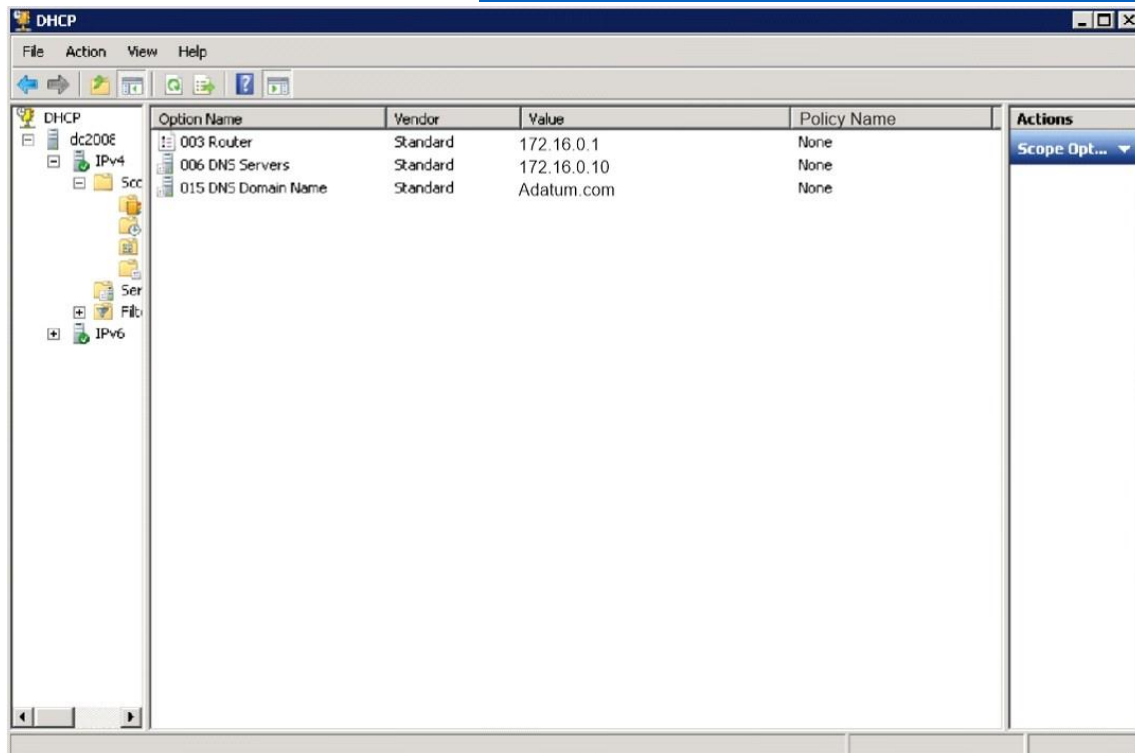 DHCP
File Action View Help
DHCP
dc2008
IPv4
Scc
Ser
Filt
IPv6
Option Name Vendor Value Policy Name
003 Router Standard 172.16.0.1 None
006 DNS Servers Standard 172.16.0.10 None
015 DNS Domain Name Standard Adatum.com None
Actions
Scope Opt...